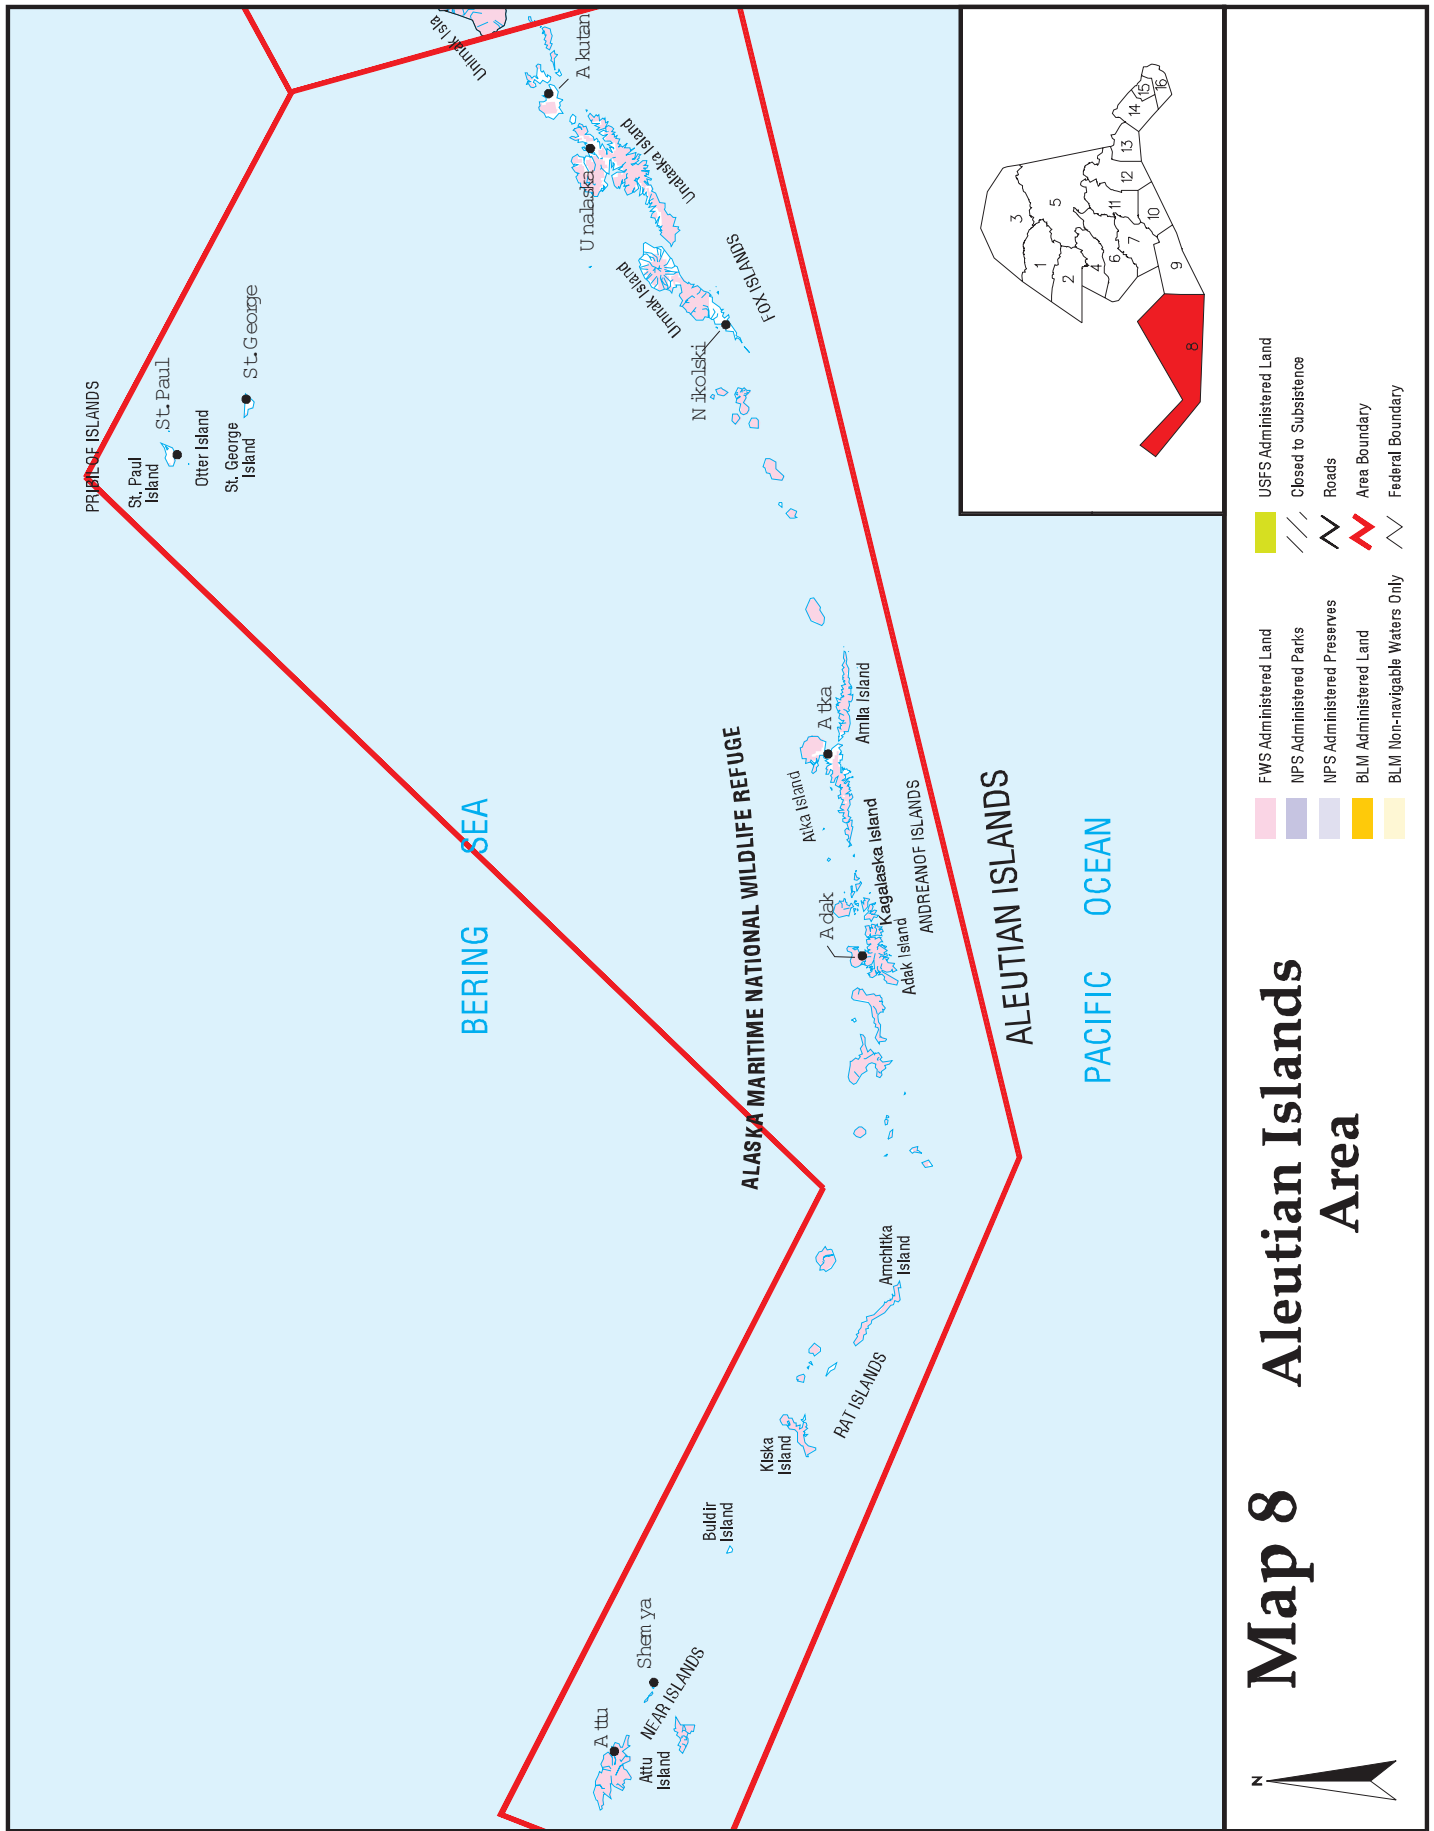 PRIBILOF ISLANDS
St. Paul
Island
St. Paul
Otter Island
St. George
Island
St. George
Unimak Isla
Akutan
Unalaska
Unalaska Island
Umnak Island
Nikolski
FOX ISLANDS
BERING SEA
ALASKA MARITIME NATIONAL WILDLIFE REFUGE
Atka
Atka Island
Amlia Island
Adak
Kagalaska Island
Adak Island
ANDREANOF ISLANDS
ALEUTIAN ISLANDS
PACIFIC OCEAN
Amchitka
Island
RAT ISLANDS
Kiska
Island
Buldir
Island
Shemya
NEAR ISLANDS
Attu
Attu
Island
1
2
3
4
5
6
7
8
9
10
11
12
13
14
15
16
N
Map 8
Aleutian Islands
Area
FWS Administered Land
NPS Administered Parks
NPS Administered Preserves
BLM Administered Land
BLM Non-navigable Waters Only
USFS Administered Land
Closed to Subsistence
Roads
Area Boundary
Federal Boundary